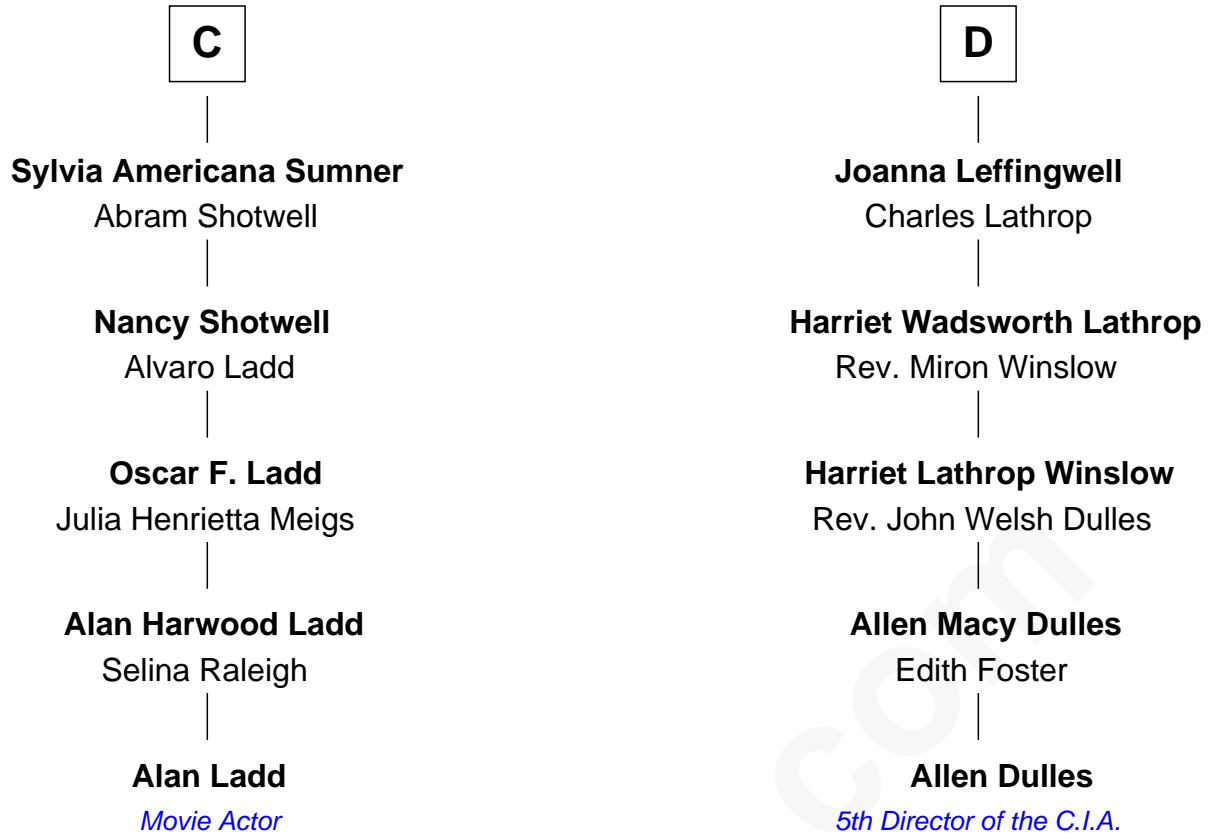 C
Sylvia Americana Sumner
Abram Shotwell
Nancy Shotwell
Alvaro Ladd
Oscar F. Ladd
Julia Henrietta Meigs
Alan Harwood Ladd
Selina Raleigh
Alan Ladd
Movie Actor
D
Joanna Leffingwell
Charles Lathrop
Harriet Wadsworth Lathrop
Rev. Miron Winslow
Harriet Lathrop Winslow
Rev. John Welsh Dulles
Allen Macy Dulles
Edith Foster
Allen Dulles
5th Director of the C.I.A.
com